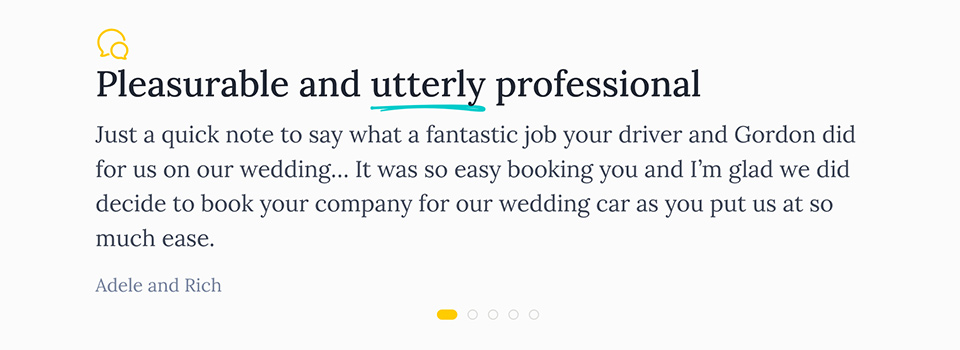 Pleasurable and utterly professional
Just a quick note to say what a fantastic job your driver and Gordon did
for us on our wedding... It was so easy booking you and I’m glad we did
decide to book your company for our wedding car as you put us at so
much ease.
Adele and Rich